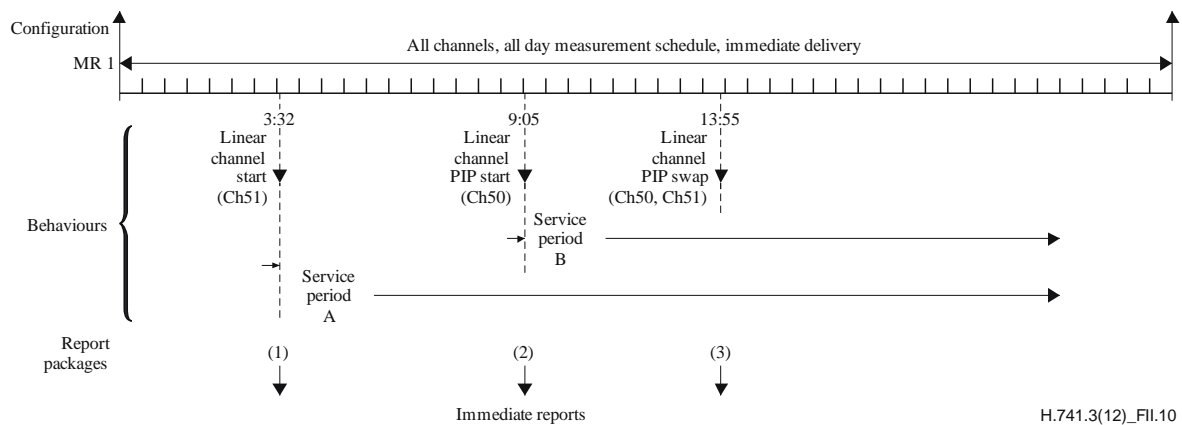 Configuration
All channels, all day measurement schedule, immediate delivery
MR 1
3:32
9:05
13:55
Linear
channel
start
(Ch51)
Linear
channel
PIP start
(Ch50)
Linear
channel
PIP swap
(Ch50, Ch51)
Behaviours
Service
period
B
Service
period
A
Report
packages
(1)
(2)
(3)
Immediate reports
H.741.3(12)_FII.10